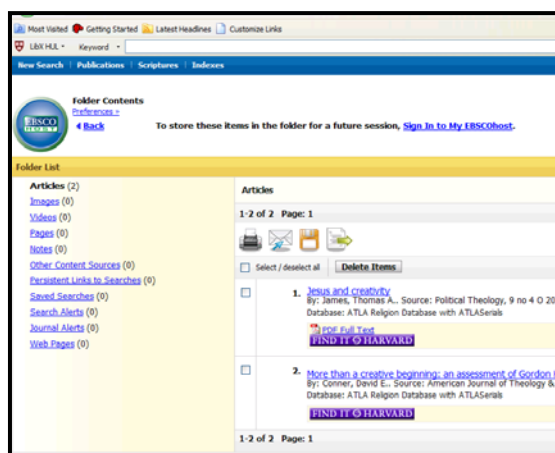 Most Visited Getting Started Latest Headlines Customize Links
LibX HUL Keyword
New Search Publications Scriptures Indexes
Folder Contents
Preferences »
Back To store these items in the folder for a future session, Sign In to My EBSCOhost.
EBSCO
HOST
Folder List
Articles (2)
Images (0)
Videos (0)
Pages (0)
Notes (0)
Other Content Sources (0)
Persistent Links to Searches (0)
Saved Searches (0)
Search Alerts (0)
Journal Alerts (0)
Web Pages (0)
Articles
1-2 of 2 Page: 1
Select / deselect all Delete Items
1. Jesus and creativity
By: James, Thomas A.. Source: Political Theology, 9 no 4 O 20
Database: ATLA Religion Database with ATLASerials
PDF Full Text
FIND IT @ HARVARD
2. More than a creative beginning: an assessment of Gordon
By: Conner, David E.. Source: American Journal of Theology &
Database: ATLA Religion Database with ATLASerials
FIND IT @ HARVARD
1-2 of 2 Page: 1